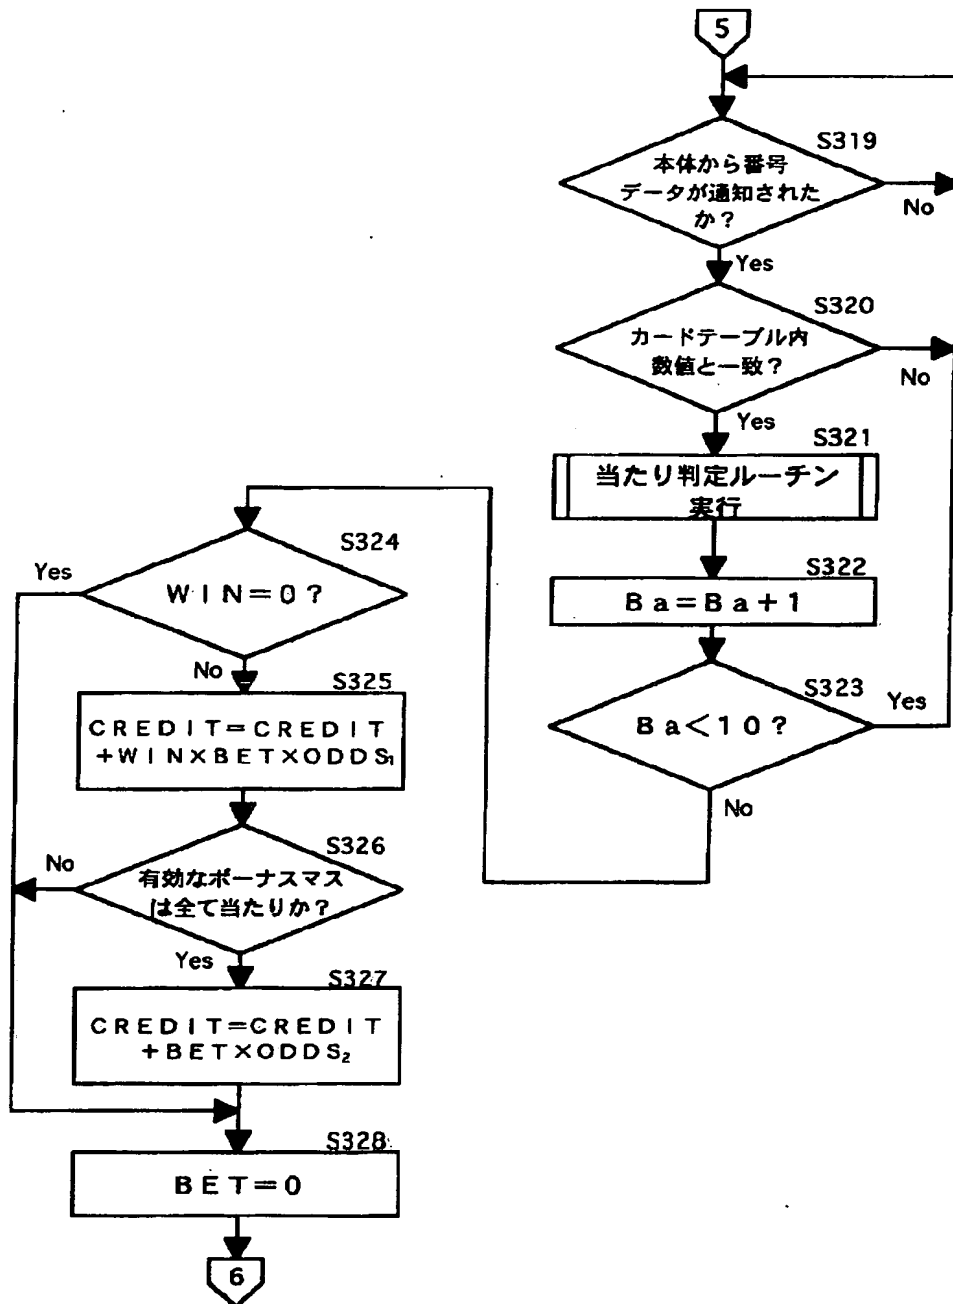 5
S319
本体から番号
データが通知された
か？
No
Yes
S320
カードテーブル内
数値と一致？
No
Yes
S321
当たり判定ルーチン
実行
S322
Ｂａ＝Ｂａ＋１
S323
Ｂａ＜１０？
Yes
No
S324
ＷＩＮ＝０？
Yes
No
S325
ＣＲＥＤＩＴ＝ＣＲＥＤＩＴ
＋ＷＩＮ×ＢＥＴ×ＯＤＤＳ₁
S326
有効なボーナスマス
は全て当たりか？
No
Yes
S327
ＣＲＥＤＩＴ＝ＣＲＥＤＩＴ
＋ＢＥＴ×ＯＤＤＳ₂
S328
ＢＥＴ＝０
6